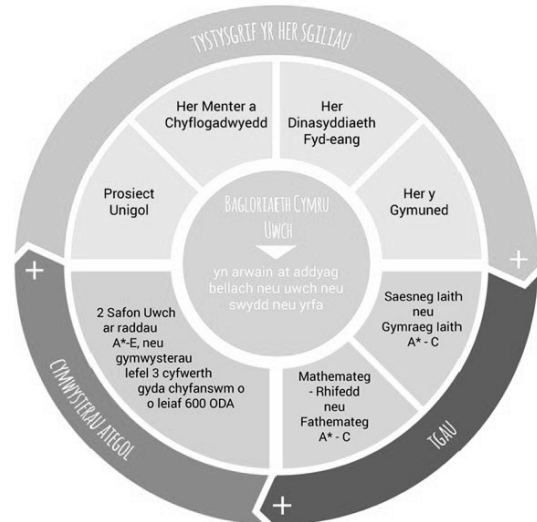 TYSTYSGRIF YR HER SGILIAU
Her Menter a
Chyflogadwyedd
Her
Dinasyddiaeth
Fyd-eang
Prosiect
Unigol
Her y
Gymuned
BAGLORIAETH CYMRU
UWCH
yn arwain at addyag
bellach neu uwch neu
swydd neu yrfa
2 Safon Uwch
ar raddau
A*-E, neu
gymwysterau
lefel 3 cyfwerth
gyda chyfanswm o
o leiaf 600 ODA
Saesneg Iaith
neu
Gymraeg Iaith
A* - C
Mathemateg
- Rhifedd
neu
Fathemateg
A* - C
+
+
+
CYMWYSTERAU ATEGOL
TGAU